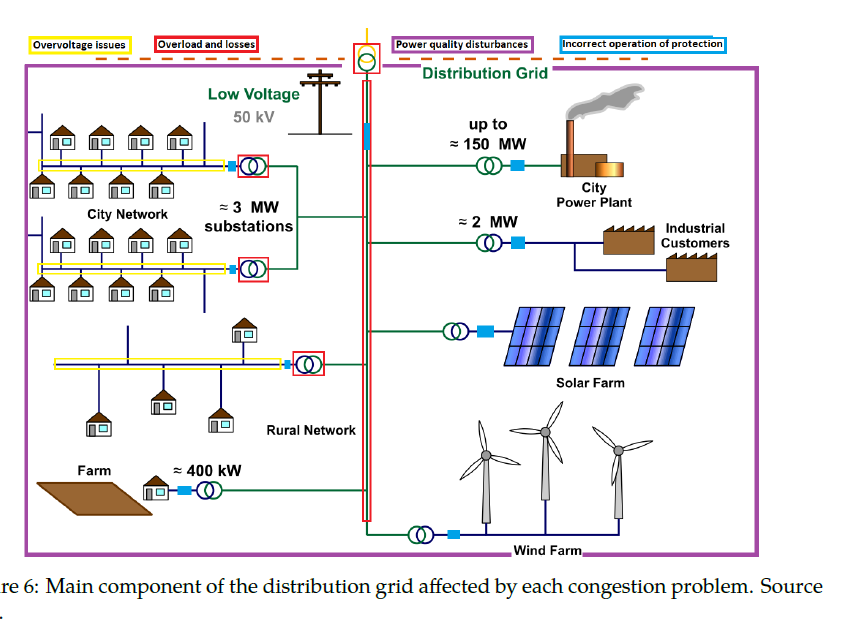 Overvoltage issues
Overload and losses
Power quality disturbances
Incorrect operation of protection
Distribution Grid
Low Voltage
50 kV
up to
≈ 150 MW
City
Power Plant
City Network
≈ 3 MW
substations
≈ 2 MW
Industrial
Customers
Solar Farm
Rural Network
Farm
≈ 400 kW
Wind Farm
re 6: Main component of the distribution grid affected by each congestion problem. Source
.